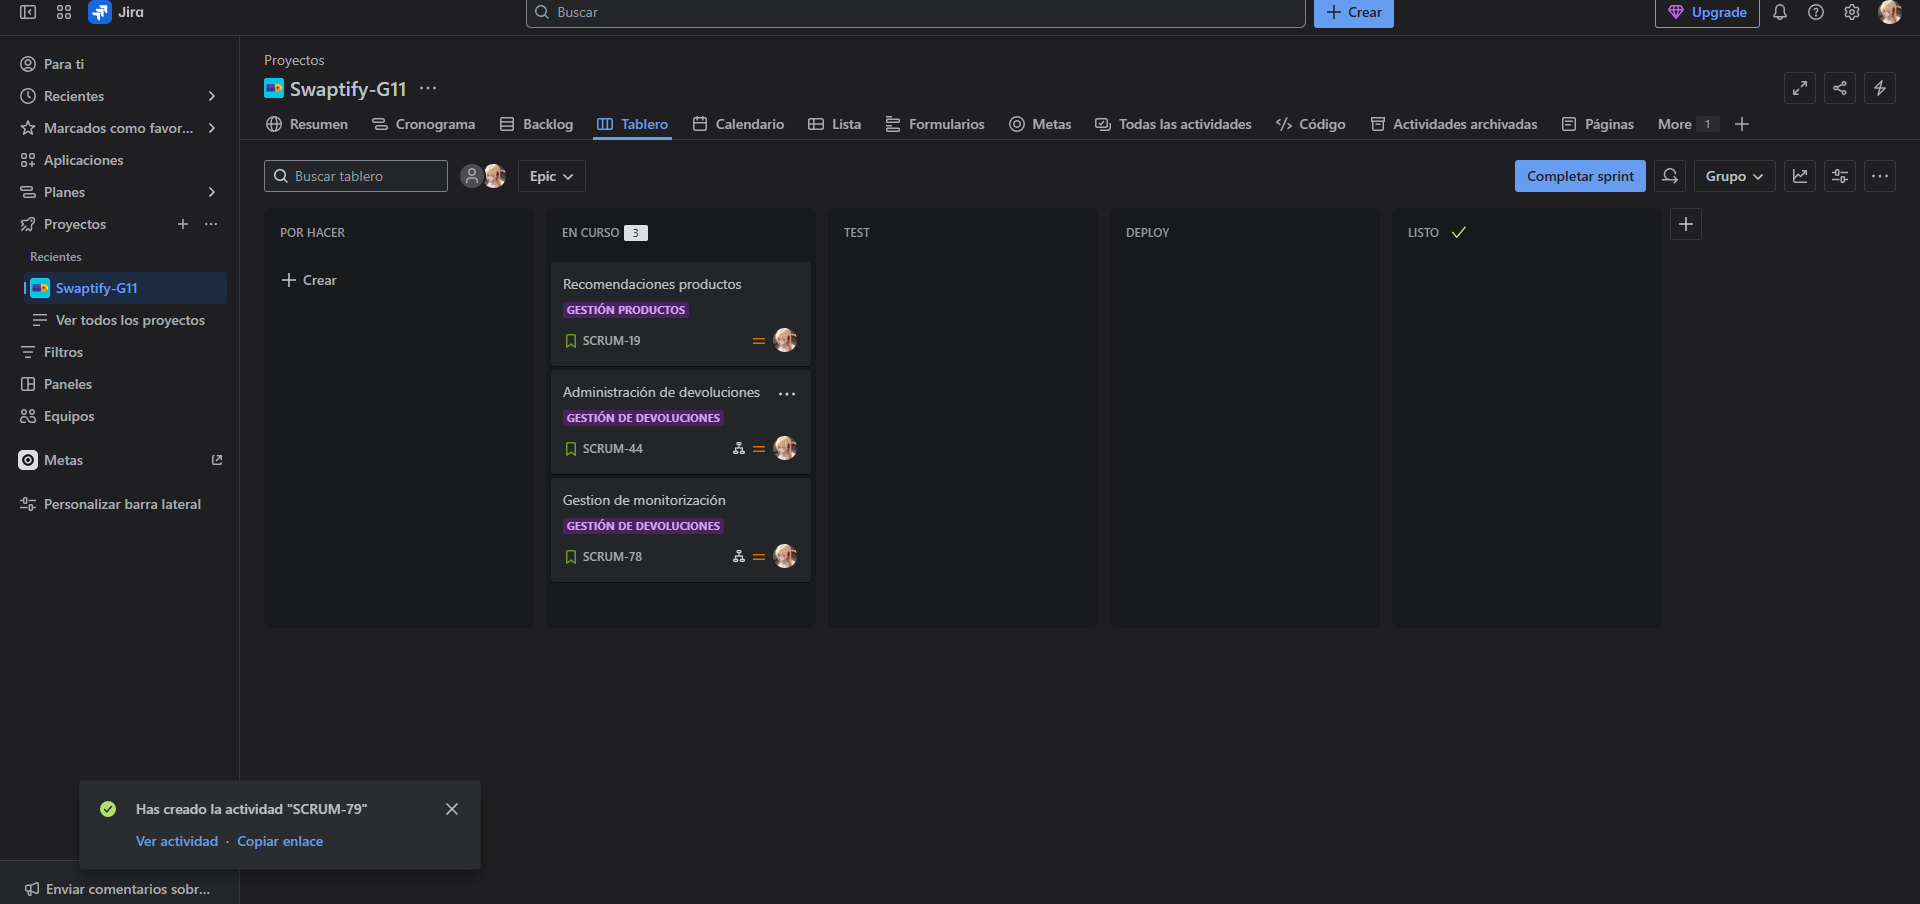 Jira
Buscar
Crear
Upgrade
Para ti
Recientes
Marcados como favor...
Aplicaciones
Planes
Proyectos
Recientes
Swaptify-G11
Ver todos los proyectos
Filtros
Paneles
Equipos
Metas
Personalizar barra lateral
Proyectos
Swaptify-G11
Resumen Cronograma Backlog Tablero Calendario Lista Formularios Metas Todas las actividades Código Actividades archivadas Páginas More 1
Buscar tablero Epic Completar sprint Grupo
POR HACER
Crear
EN CURSO 3
Recomendaciones productos
GESTIÓN PRODUCTOS
SCRUM-19
Administración de devoluciones
GESTIÓN DE DEVOLUCIONES
SCRUM-44
Gestion de monitorización
GESTIÓN DE DEVOLUCIONES
SCRUM-78
TEST
DEPLOY
LISTO
Has creado la actividad "SCRUM-79"
Ver actividad · Copiar enlace
Enviar comentarios sobr...